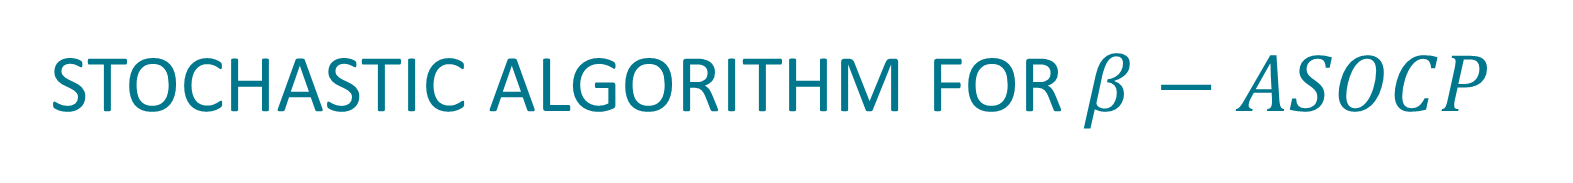 STOCHASTIC ALGORITHM FOR β − ASOCP